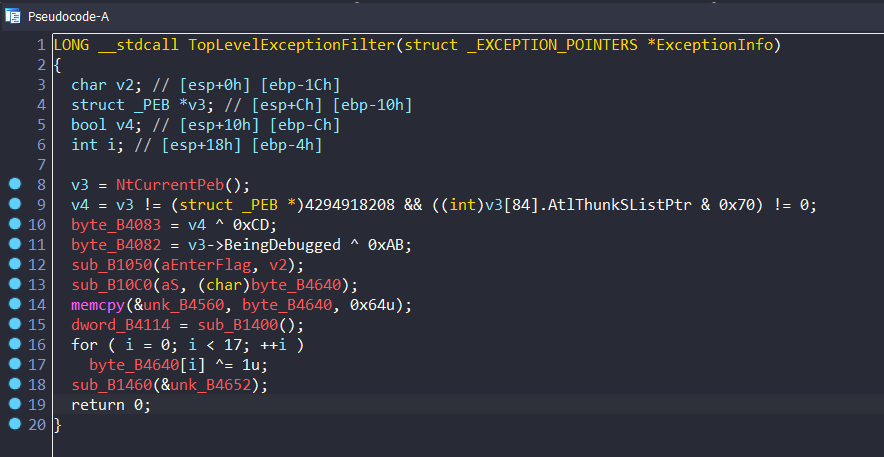 Pseudocode-A
1 LONG __stdcall TopLevelExceptionFilter(struct _EXCEPTION_POINTERS *ExceptionInfo)
2 {
3   char v2; // [esp+0h] [ebp-1Ch]
4   struct _PEB *v3; // [esp+Ch] [ebp-10h]
5   bool v4; // [esp+10h] [ebp-Ch]
6   int i; // [esp+18h] [ebp-4h]
7
8   v3 = NtCurrentPeb();
9   v4 = v3 != (struct _PEB *)4294918208 && ((int)v3[84].AtlThunkSListPtr & 0x70) != 0;
10   byte_B4083 = v4 ^ 0xCD;
11   byte_B4082 = v3->BeingDebugged ^ 0xAB;
12   sub_B1050(aEnterFlag, v2);
13   sub_B10C0(aS, (char)byte_B4640);
14   memcpy(&unk_B4560, byte_B4640, 0x64u);
15   dword_B4114 = sub_B1400();
16   for ( i = 0; i < 17; ++i )
17     byte_B4640[i] ^= 1u;
18   sub_B1460(&unk_B4652);
19   return 0;
20 }